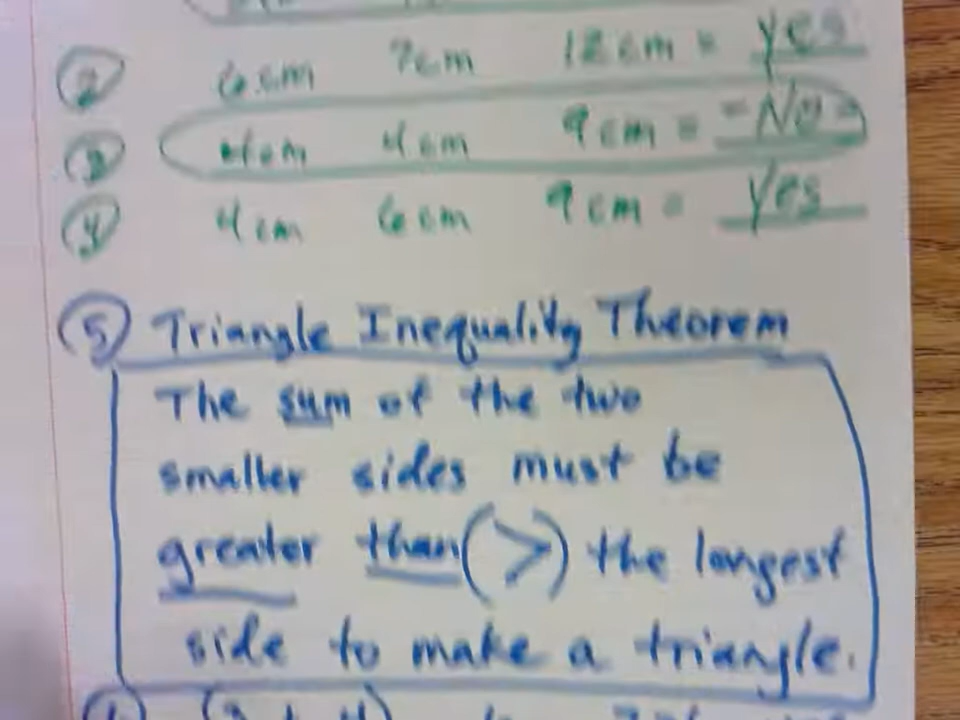 ② 6cm 7cm 12cm = yes
③ 4cm 4cm 9cm = -No-
④ 4cm 6cm 9cm = Yes
⑤ Triangle Inequality Theorem
The sum of the two
smaller sides must be
greater than (>) the longest
side to make a triangle.